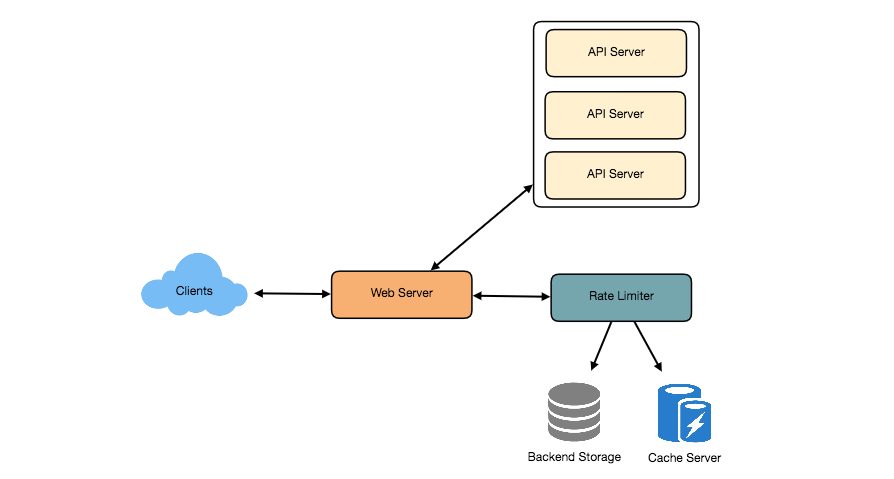 API Server
API Server
API Server
Clients
Web Server
Rate Limiter
Backend Storage
Cache Server